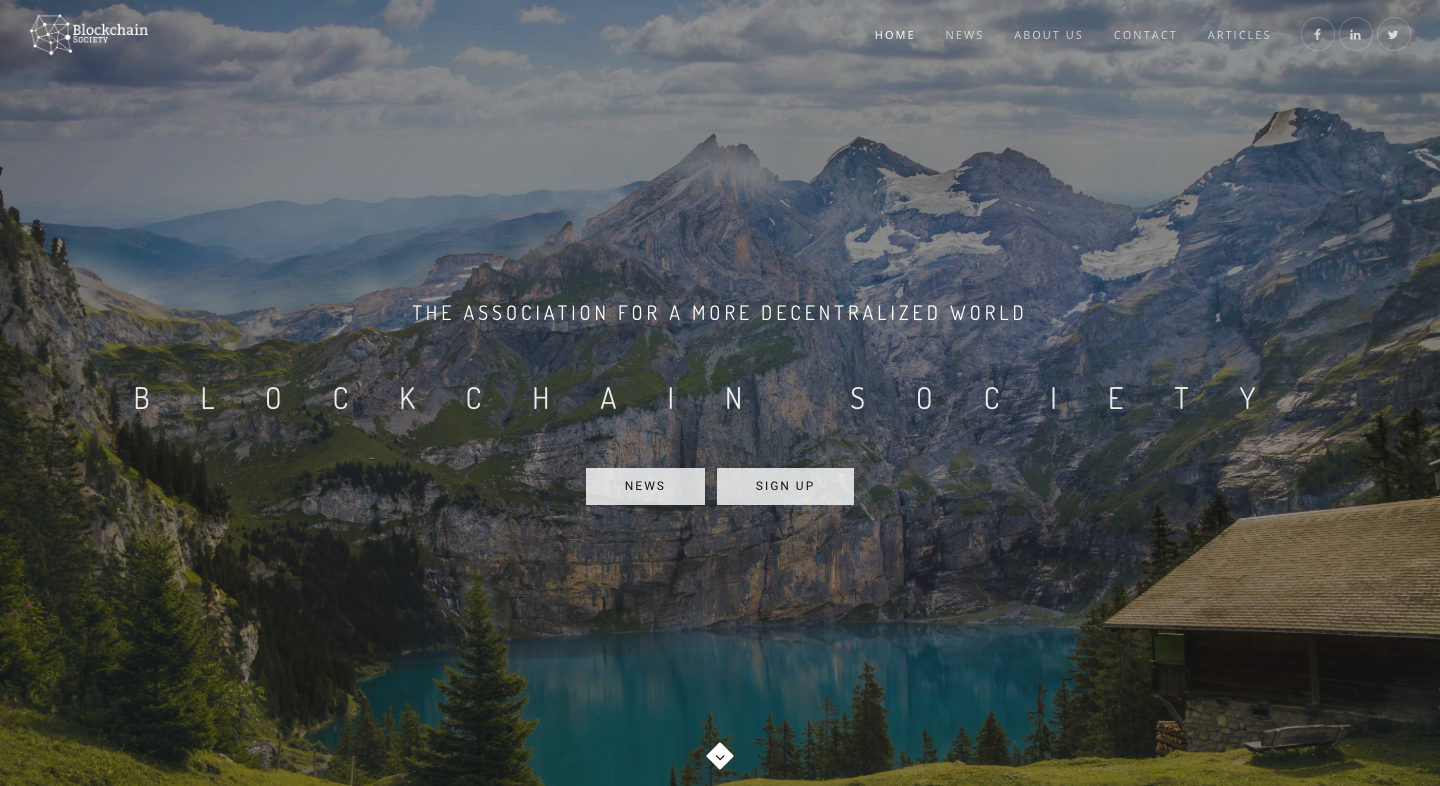 Blockchain
SOCIETY
HOME NEWS ABOUT US CONTACT ARTICLES
THE ASSOCIATION FOR A MORE DECENTRALIZED WORLD
BLOCKCHAIN SOCIETY
NEWS SIGN UP